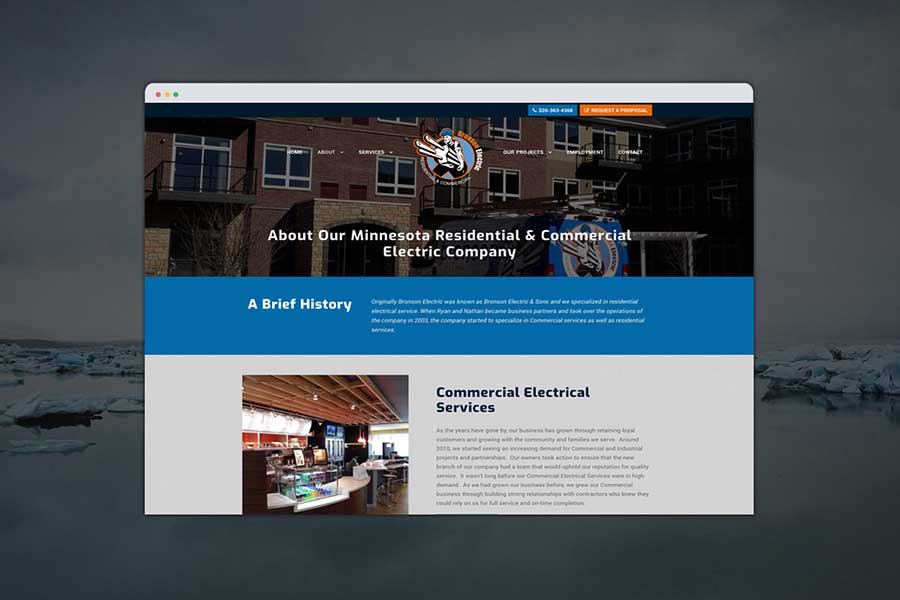 320-363-4368 REQUEST A PROPOSAL
HOME ABOUT SERVICES OUR PROJECTS EMPLOYMENT CONTACT
Bronson Electric
RESIDENTIAL & COMMERCIAL
About Our Minnesota Residential & Commercial
Electric Company
A Brief History
Originally Bronson Electric was known as Bronson Electric & Sons and we specialized in residential
electrical service. When Ryan and Nathan became business partners and took over the operations of
the company in 2003, the company started to specialize in Commercial services as well as residential
services.
Commercial Electrical
Services
As the years have gone by, our business has grown through retaining loyal
customers and growing with the community and families we serve. Around
2010, we started seeing an increasing demand for Commercial and Industrial
projects and partnerships. Our owners took action to ensure that the new
branch of our company had a team that would uphold our reputation for quality
service. It wasn't long before our Commercial Electrical Services were in high
demand. As we had grown our business before, we grew our Commercial
business through building strong relationships with contractors who knew they
could rely on us for full service and on-time completion.